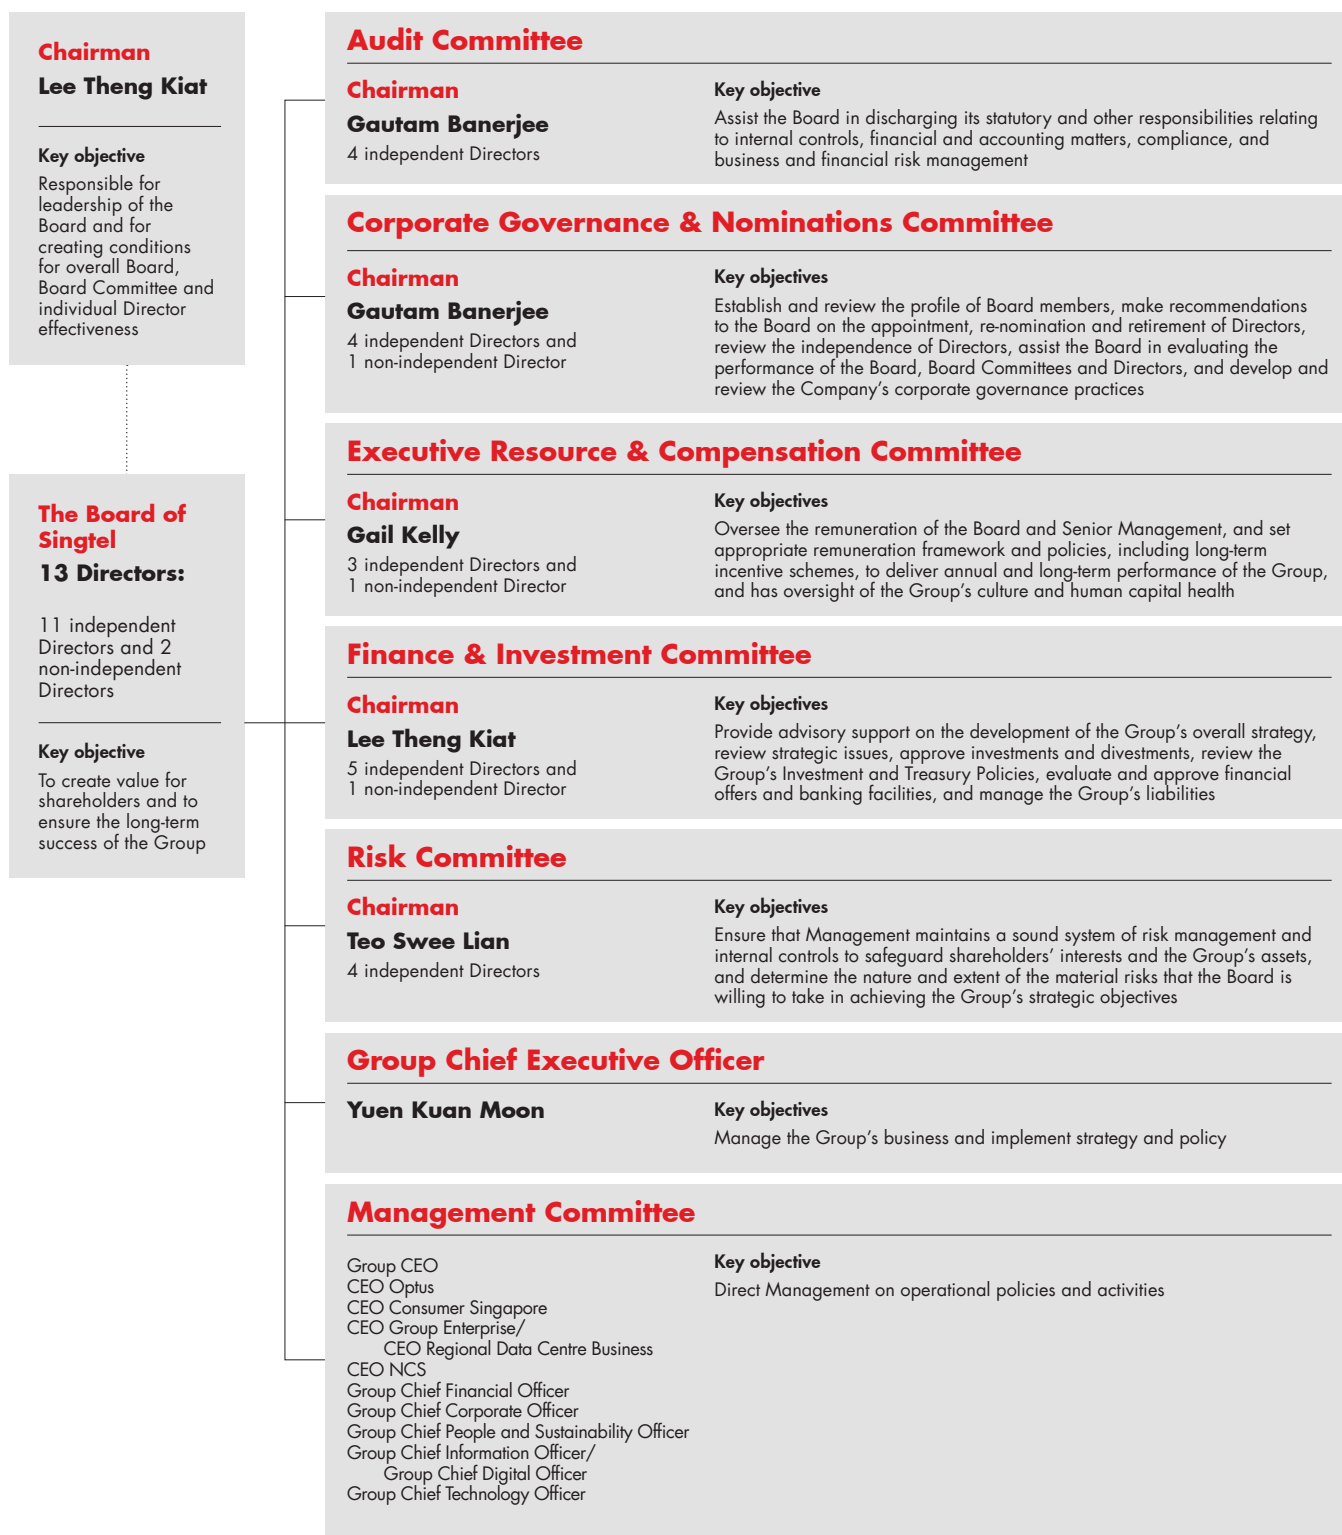 Chairman
Lee Theng Kiat
Key objective
Responsible for
leadership of the
Board and for
creating conditions
for overall Board,
Board Committee and
individual Director
effectiveness
The Board of
Singtel
13 Directors:
11 independent
Directors and 2
non-independent
Directors
Key objective
To create value for
shareholders and to
ensure the long-term
success of the Group
Audit Committee
Chairman
Gautam Banerjee
4 independent Directors
Key objective
Assist the Board in discharging its statutory and other responsibilities relating
to internal controls, financial and accounting matters, compliance, and
business and financial risk management
Corporate Governance & Nominations Committee
Chairman
Gautam Banerjee
4 independent Directors and
1 non-independent Director
Key objectives
Establish and review the profile of Board members, make recommendations
to the Board on the appointment, re-nomination and retirement of Directors,
review the independence of Directors, assist the Board in evaluating the
performance of the Board, Board Committees and Directors, and develop and
review the Company's corporate governance practices
Executive Resource & Compensation Committee
Chairman
Gail Kelly
3 independent Directors and
1 non-independent Director
Key objectives
Oversee the remuneration of the Board and Senior Management, and set
appropriate remuneration framework and policies, including long-term
incentive schemes, to deliver annual and long-term performance of the Group,
and has oversight of the Group's culture and human capital health
Finance & Investment Committee
Chairman
Lee Theng Kiat
5 independent Directors and
1 non-independent Director
Key objectives
Provide advisory support on the development of the Group's overall strategy,
review strategic issues, approve investments and divestments, review the
Group's Investment and Treasury Policies, evaluate and approve financial
offers and banking facilities, and manage the Group's liabilities
Risk Committee
Chairman
Teo Swee Lian
4 independent Directors
Key objectives
Ensure that Management maintains a sound system of risk management and
internal controls to safeguard shareholders' interests and the Group's assets,
and determine the nature and extent of the material risks that the Board is
willing to take in achieving the Group's strategic objectives
Group Chief Executive Officer
Yuen Kuan Moon
Key objectives
Manage the Group's business and implement strategy and policy
Management Committee
Group CEO
CEO Optus
CEO Consumer Singapore
CEO Group Enterprise/
CEO Regional Data Centre Business
CEO NCS
Group Chief Financial Officer
Group Chief Corporate Officer
Group Chief People and Sustainability Officer
Group Chief Information Officer/
Group Chief Digital Officer
Group Chief Technology Officer
Key objective
Direct Management on operational policies and activities